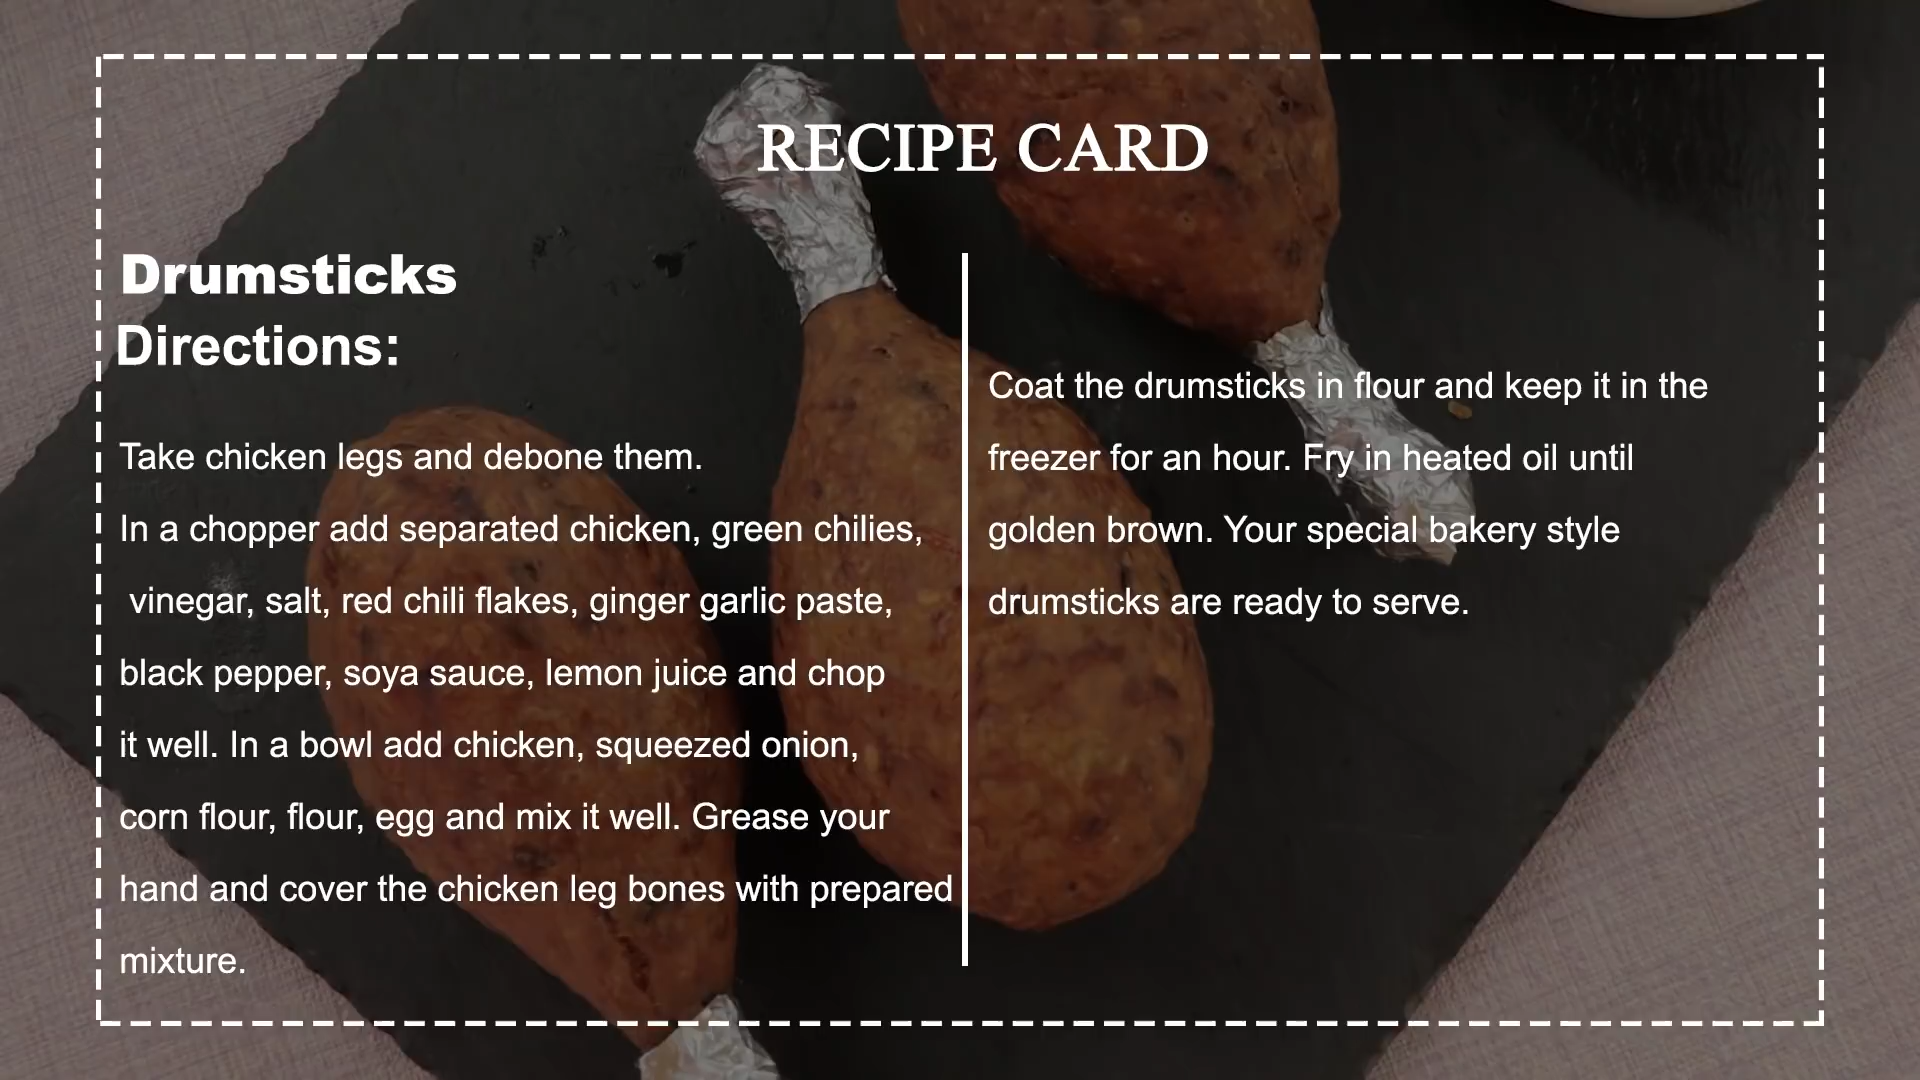 RECIPE CARD
Drumsticks
Directions:
Take chicken legs and debone them.
In a chopper add separated chicken, green chilies,
vinegar, salt, red chili flakes, ginger garlic paste,
black pepper, soya sauce, lemon juice and chop
it well. In a bowl add chicken, squeezed onion,
corn flour, flour, egg and mix it well. Grease your
hand and cover the chicken leg bones with prepared
mixture.
Coat the drumsticks in flour and keep it in the
freezer for an hour. Fry in heated oil until
golden brown. Your special bakery style
drumsticks are ready to serve.